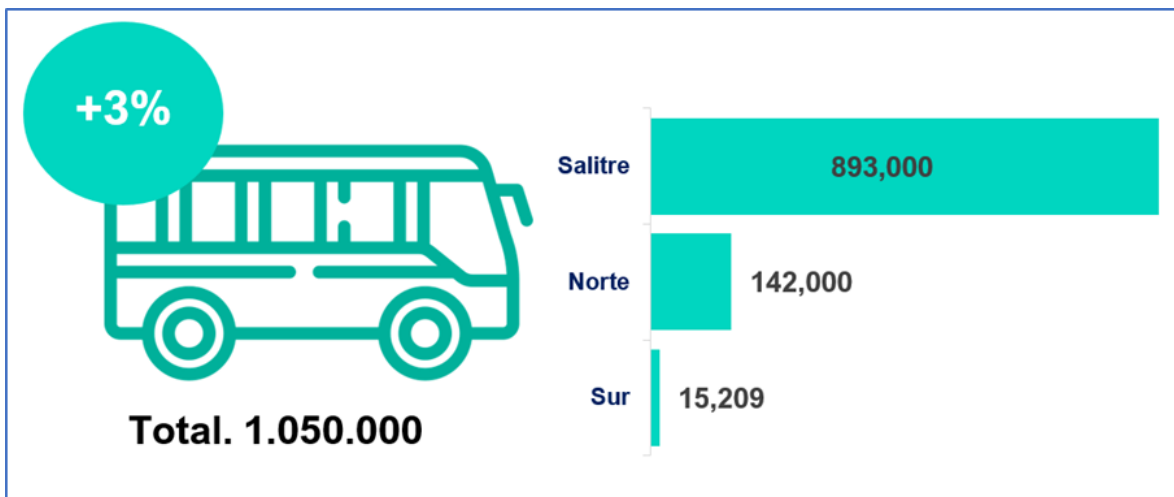 +3%
Total. 1.050.000
Salitre
893,000
Norte
142,000
Sur
15,209